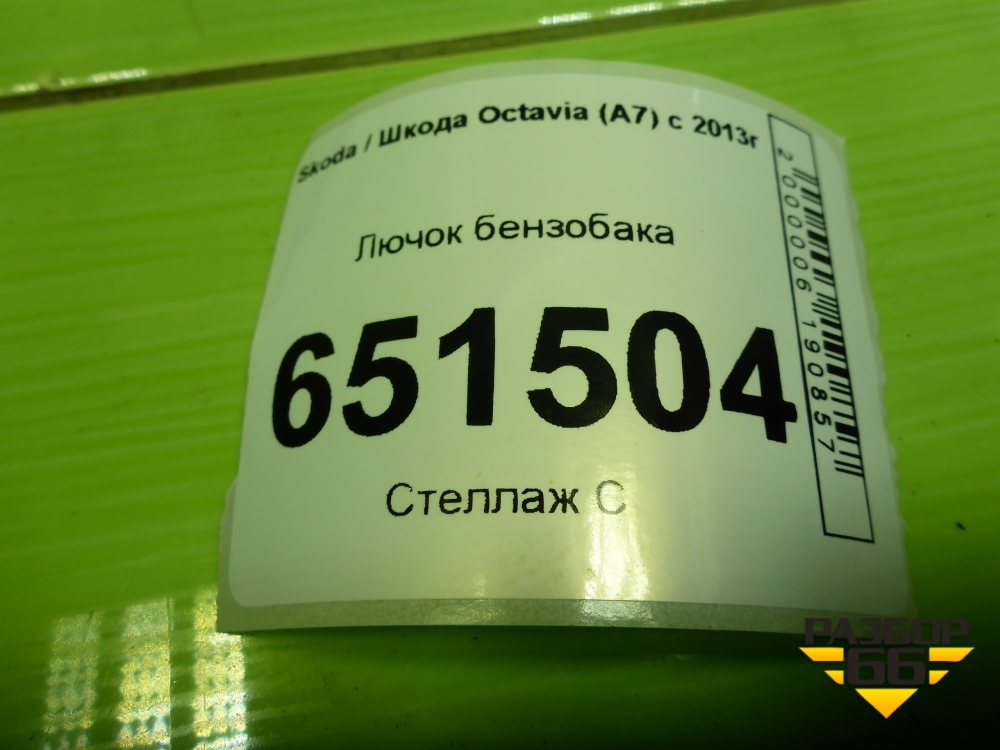 Skoda / Шкода Octavia (A7) с 2013г
Лючок бензобака
651504
Стеллаж С
2000006190857
РАЗБОР
66